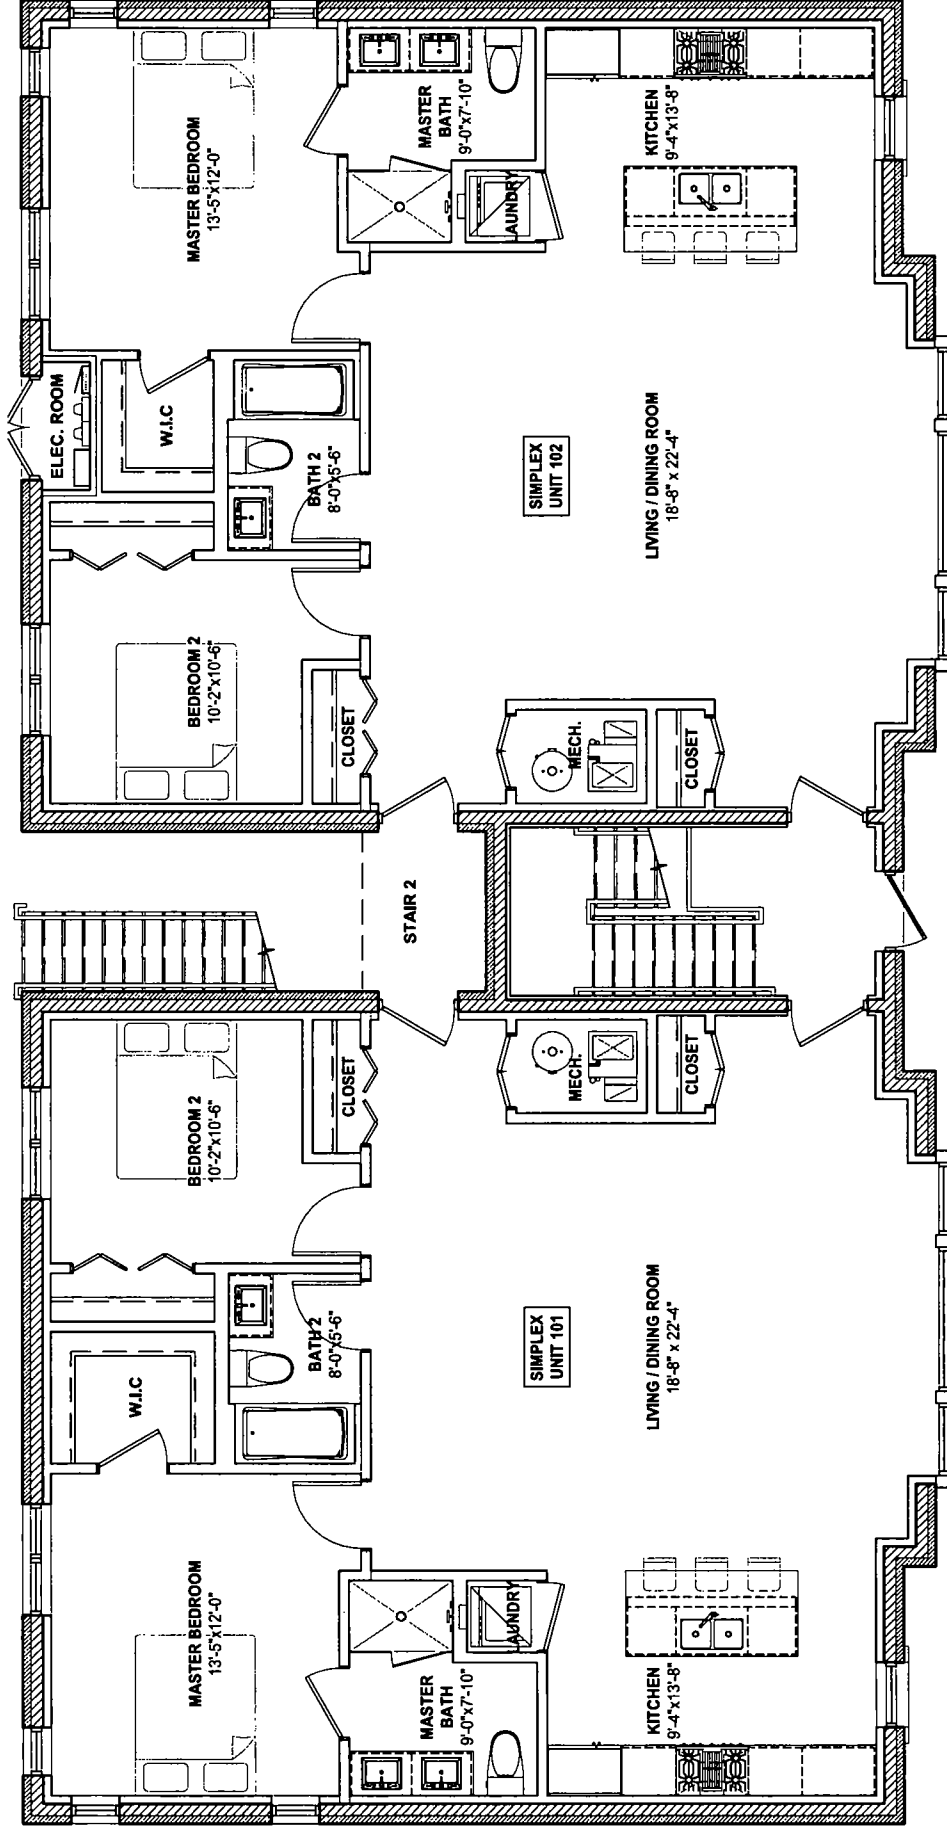 MASTER BEDROOM
13'-5"x12'-0"
MASTER
BATH
9'-0"x7'-10"
KITCHEN
9'-4"x13'-8"
LAUNDRY
ELEC. ROOM
W.I.C
BATH 2
8'-0"x5'-6"
SIMPLEX
UNIT 102
LIVING / DINING ROOM
18'-8" x 22'-4"
BEDROOM 2
10'-2"x10'-6"
CLOSET
MECH.
CLOSET
STAIR 2
BEDROOM 2
10'-2"x10'-6"
CLOSET
MECH.
CLOSET
W.I.C
BATH 2
8'-0"x5'-6"
SIMPLEX
UNIT 101
LIVING / DINING ROOM
18'-8" x 22'-4"
MASTER BEDROOM
13'-5"x12'-0"
MASTER
BATH
9'-0"x7'-10"
LAUNDRY
KITCHEN
9'-4"x13'-8"